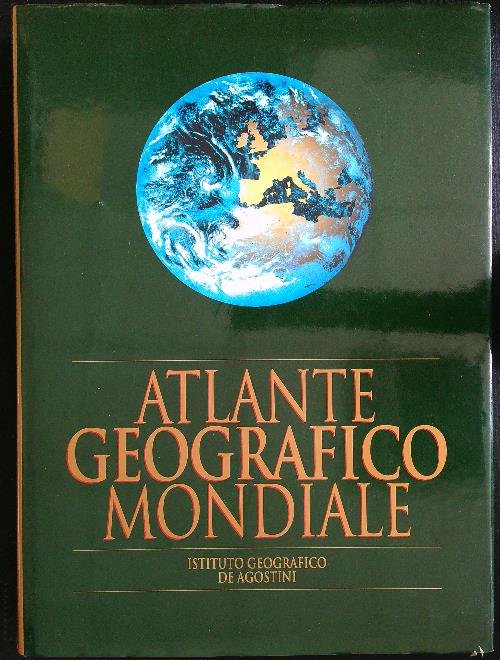 ATLANTE
GEOGRAFICO
MONDIALE
ISTITUTO GEOGRAFICO
DE AGOSTINI